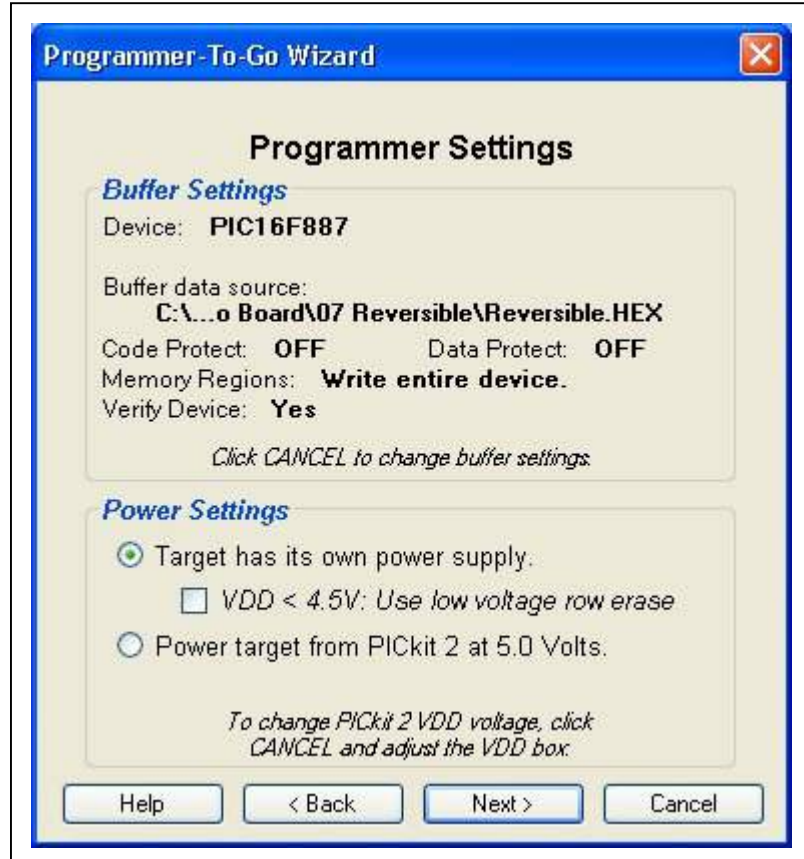 Programmer-To-Go Wizard
Programmer Settings
Buffer Settings
Device: PIC16F887
Buffer data source:
C:\...o Board\07 Reversible\Reversible.HEX
Code Protect: OFF Data Protect: OFF
Memory Regions: Write entire device.
Verify Device: Yes
Click CANCEL to change buffer settings.
Power Settings
Target has its own power supply.
VDD < 4.5V: Use low voltage row erase
Power target from PICkit 2 at 5.0 Volts.
To change PICkit 2 VDD voltage, click
CANCEL and adjust the VDD box.
Help < Back Next > Cancel